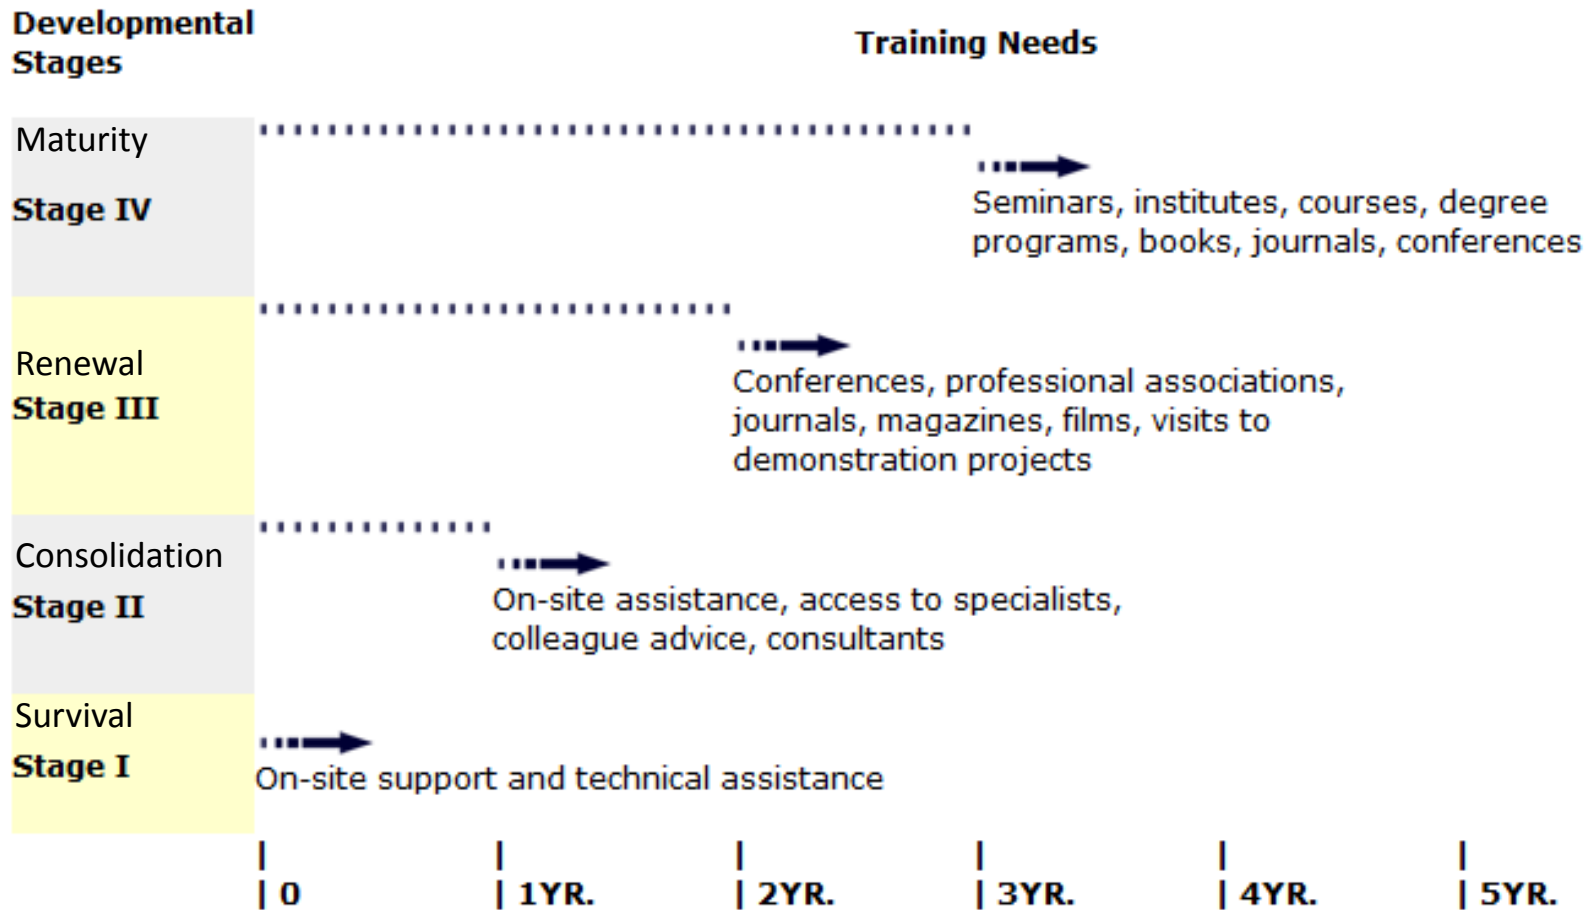 Developmental
Stages
Training Needs
Maturity
Stage IV
Seminars, institutes, courses, degree
programs, books, journals, conferences
Renewal
Stage III
Conferences, professional associations,
journals, magazines, films, visits to
demonstration projects
Consolidation
Stage II
On-site assistance, access to specialists,
colleague advice, consultants
Survival
Stage I
On-site support and technical assistance
| | | | | |
| 0 | 1YR. | 2YR. | 3YR. | 4YR. | 5YR.